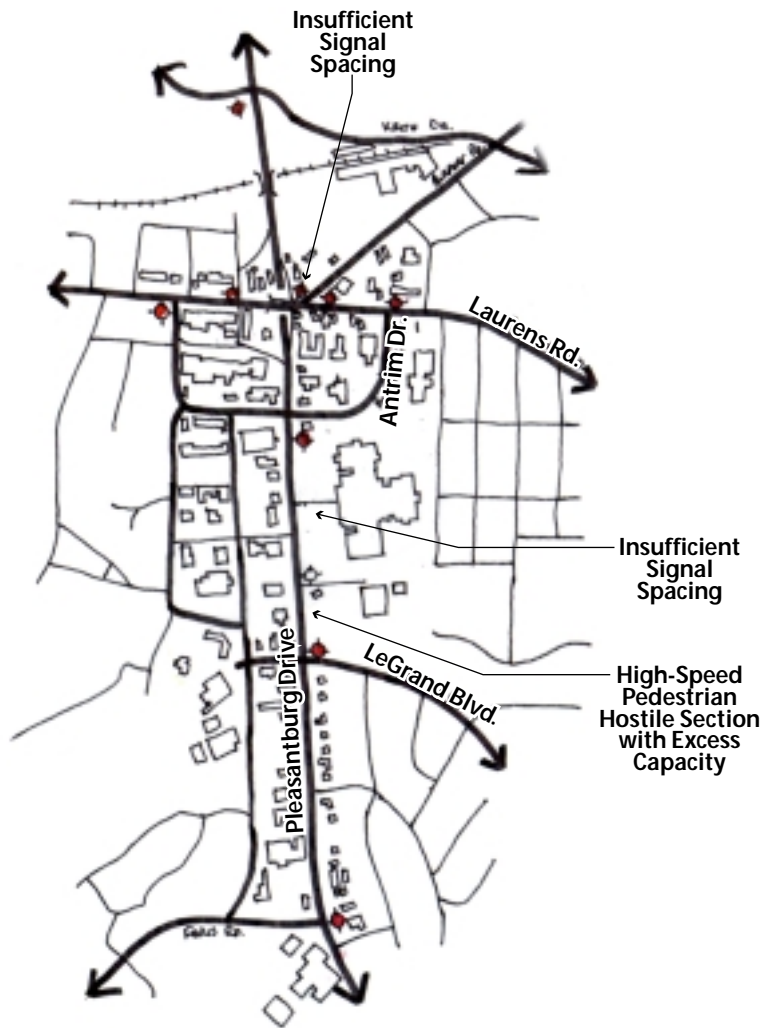 Insufficient
Signal
Spacing
Laurens Rd.
Antrim Dr.
Insufficient
Signal
Spacing
Pleasantburg Drive
LeGrand Blvd.
High-Speed
Pedestrian
Hostile Section
with Excess
Capacity